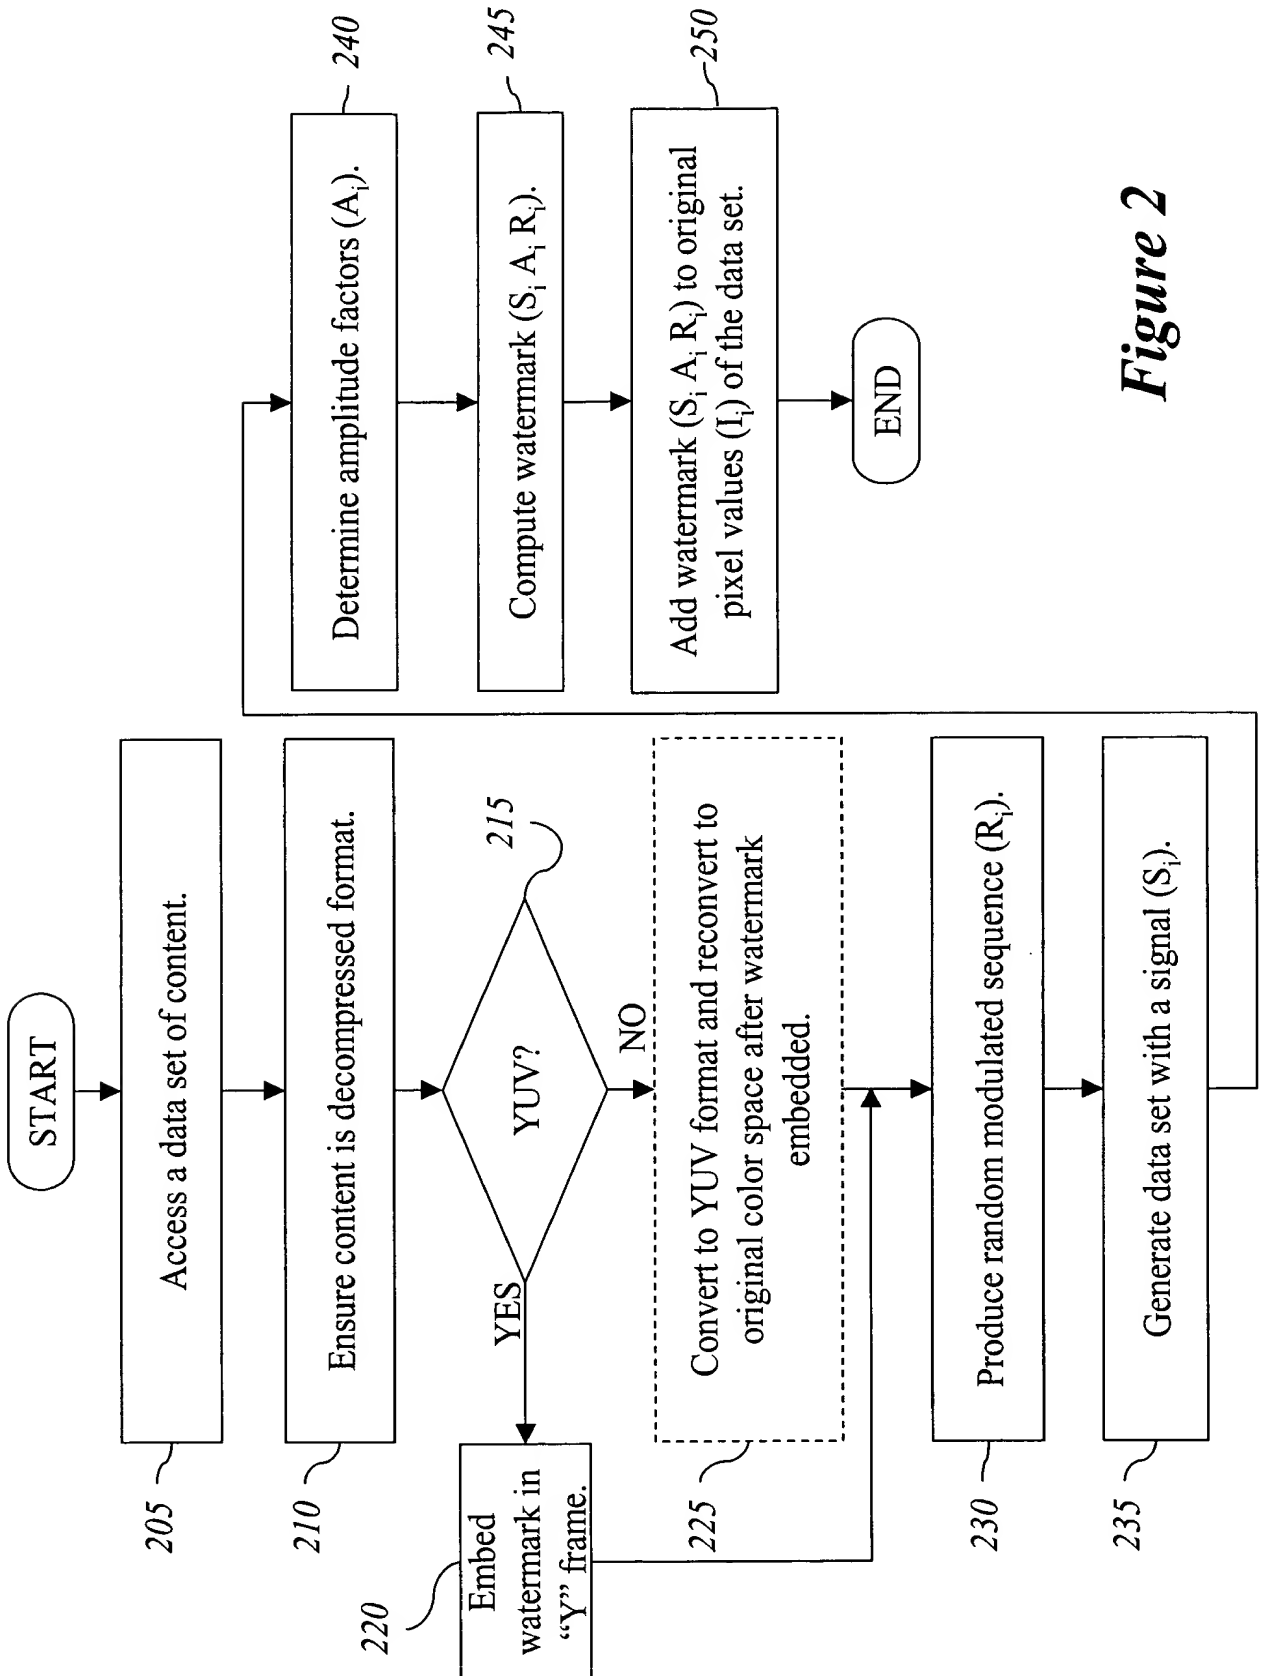 START
205
Access a data set of content.
210
Ensure content is decompressed format.
215
YUV?
YES
NO
220
Embed
watermark in
“Y” frame.
225
Convert to YUV format and reconvert to
original color space after watermark
embedded.
230
Produce random modulated sequence (Rᵢ).
235
Generate data set with a signal (Sᵢ).
240
Determine amplitude factors (Aᵢ).
245
Compute watermark (Sᵢ Aᵢ Rᵢ).
250
Add watermark (Sᵢ Aᵢ Rᵢ) to original
pixel values (Iᵢ) of the data set.
END
Figure 2